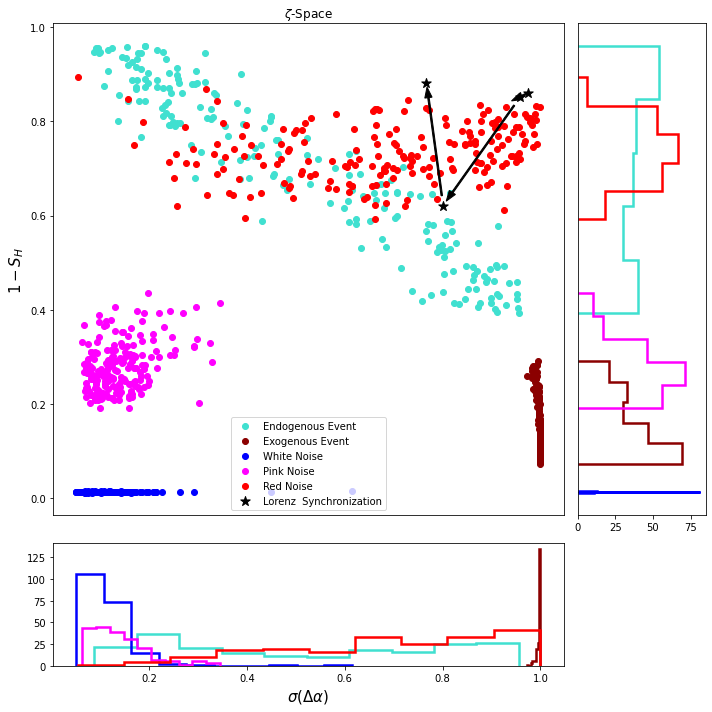 ζ-Space
1.0
0.8
0.6
0.4
0.2
0.0
1 − S_H
Endogenous Event
Exogenous Event
White Noise
Pink Noise
Red Noise
Lorenz Synchronization
0 25 50 75
125
100
75
50
25
0
0.2 0.4 0.6 0.8 1.0
σ(Δα)